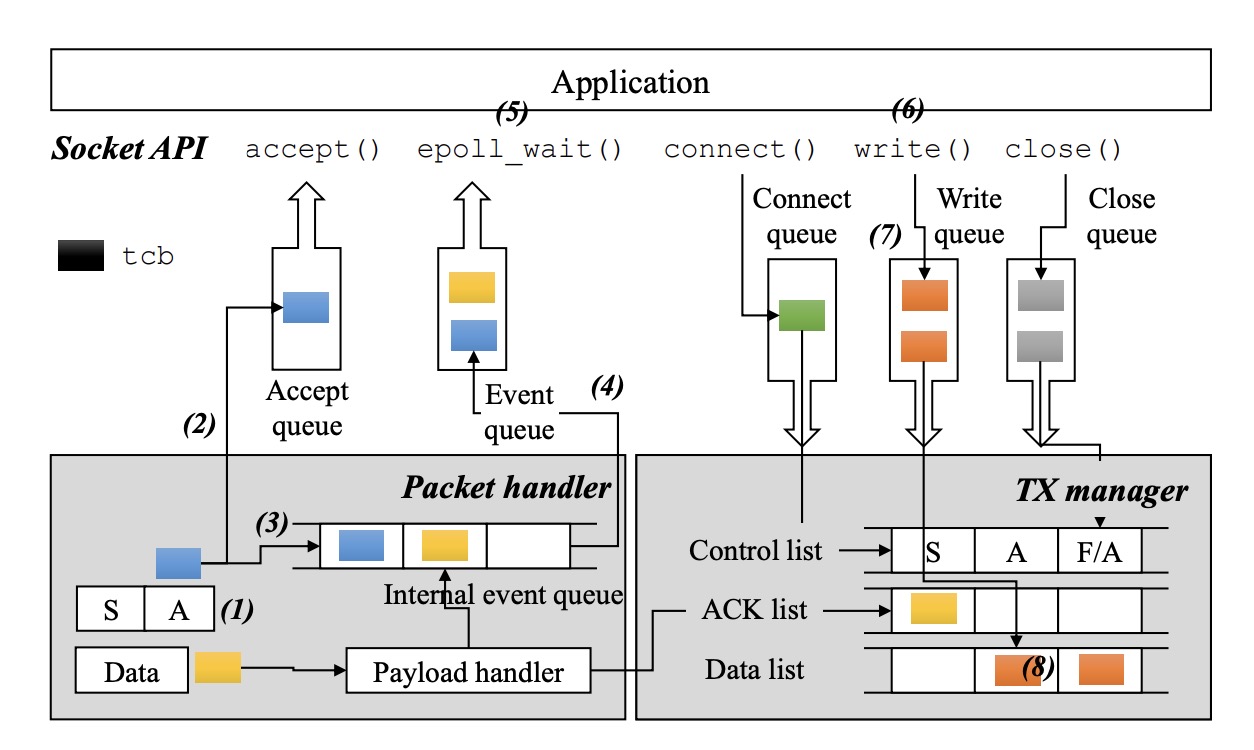 Application
(5)
(6)
Socket API accept() epoll_wait() connect() write() close()
Connect
queue
Write
queue
Close
queue
(7)
tcb
Accept
queue
Event
queue
(4)
(2)
Packet handler
TX manager
(3)
Control list
S A F/A
Internal event queue
S A (1)
ACK list
Data
Payload handler
Data list
(8)